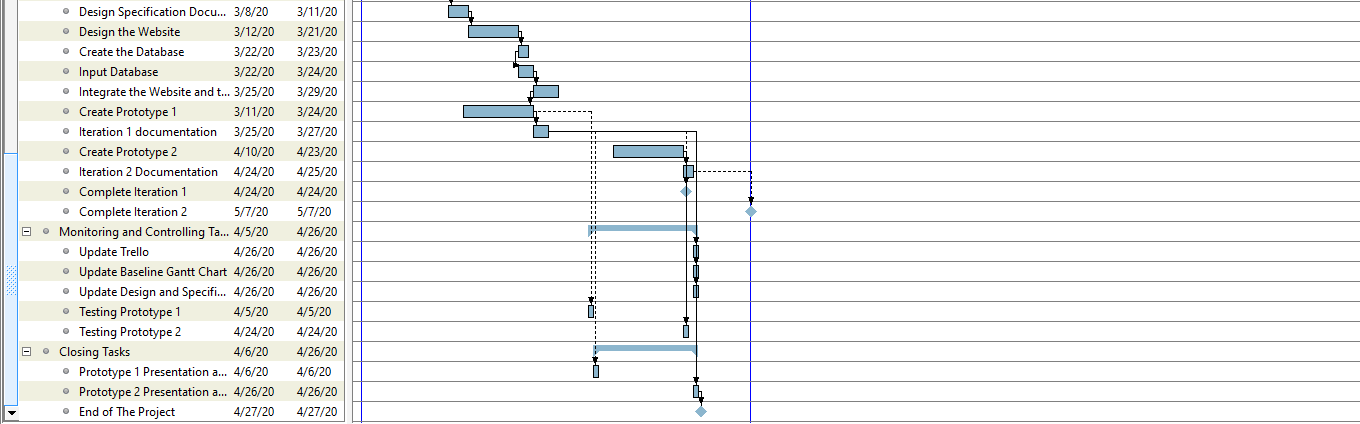 Design Specification Docu... 3/8/20 3/11/20
Design the Website 3/12/20 3/21/20
Create the Database 3/22/20 3/23/20
Input Database 3/22/20 3/24/20
Integrate the Website and t... 3/25/20 3/29/20
Create Prototype 1 3/11/20 3/24/20
Iteration 1 documentation 3/25/20 3/27/20
Create Prototype 2 4/10/20 4/23/20
Iteration 2 Documentation 4/24/20 4/25/20
Complete Iteration 1 4/24/20 4/24/20
Complete Iteration 2 5/7/20 5/7/20
Monitoring and Controlling Ta... 4/5/20 4/26/20
Update Trello 4/26/20 4/26/20
Update Baseline Gantt Chart 4/26/20 4/26/20
Update Design and Specifi... 4/26/20 4/26/20
Testing Prototype 1 4/5/20 4/5/20
Testing Prototype 2 4/24/20 4/24/20
Closing Tasks 4/6/20 4/26/20
Prototype 1 Presentation a... 4/6/20 4/6/20
Prototype 2 Presentation a... 4/26/20 4/26/20
End of The Project 4/27/20 4/27/20